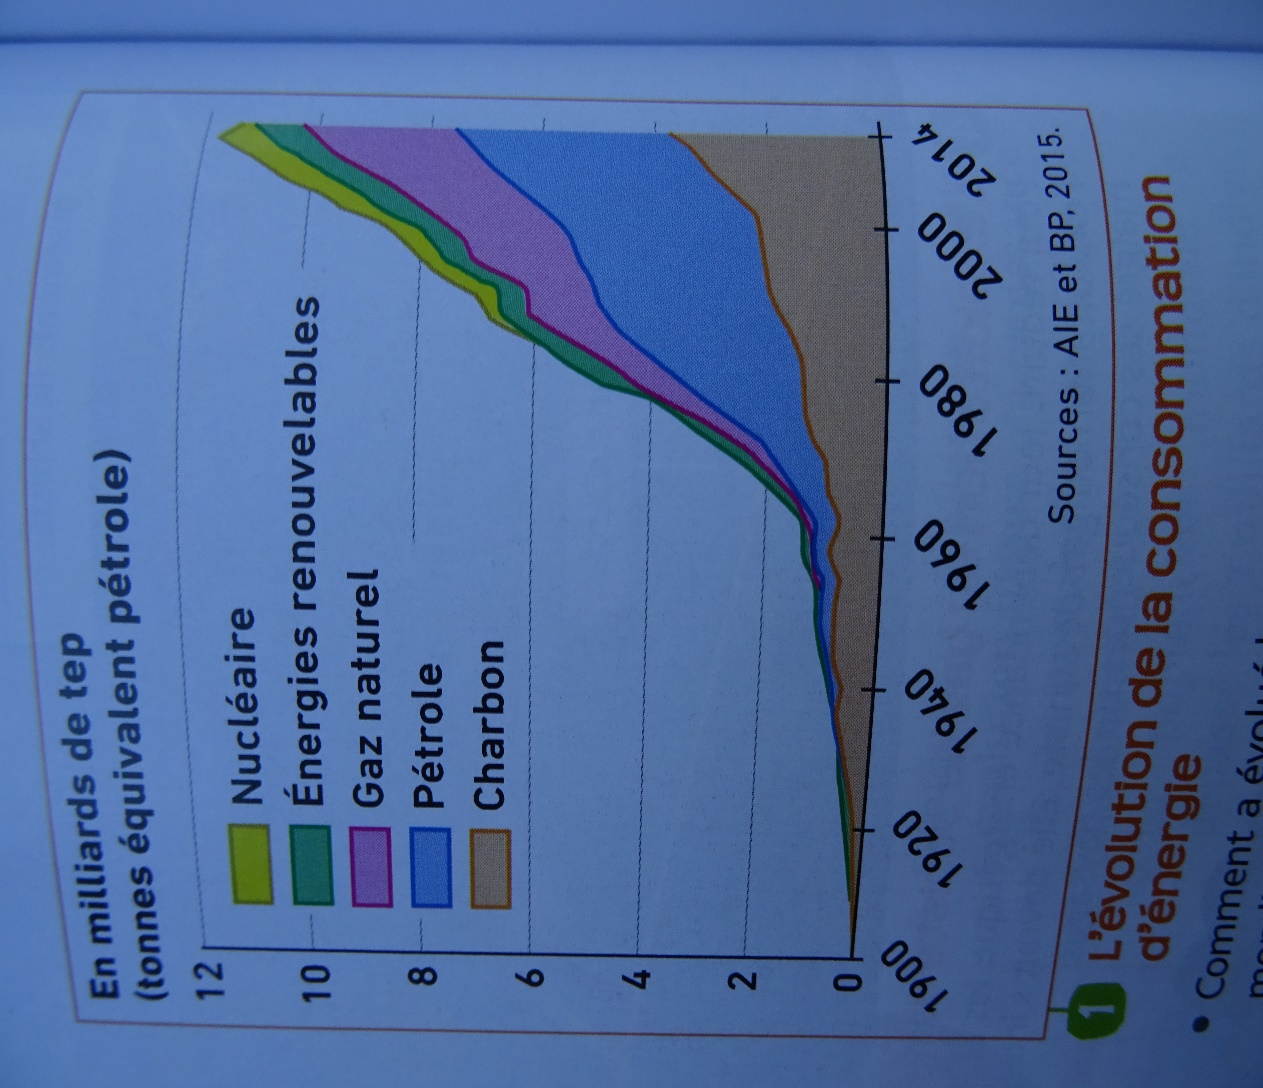 En milliards de tep
(tonnes équivalent pétrole)
12
10
8
6
4
2
0
Nucléaire
Énergies renouvelables
Gaz naturel
Pétrole
Charbon
1900
1920
1940
1960
1980
2000
2014
Sources : AIE et BP, 2015.
1 L'évolution de la consommation
d'énergie
• Comment a évolué